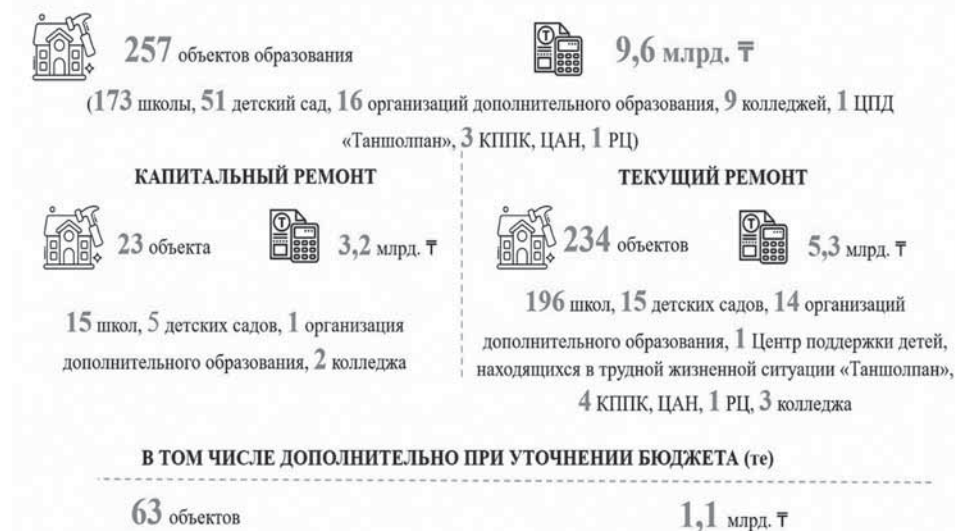 257 объектов образования
9,6 млрд. ₸
(173 школы, 51 детский сад, 16 организаций дополнительного образования, 9 колледжей, 1 ЦПД
«Таншолпан», 3 КППК, ЦАН, 1 РЦ)
КАПИТАЛЬНЫЙ РЕМОНТ
23 объекта
3,2 млрд. ₸
15 школ, 5 детских садов, 1 организация
дополнительного образования, 2 колледжа
ТЕКУЩИЙ РЕМОНТ
234 объектов
5,3 млрд. ₸
196 школ, 15 детских садов, 14 организаций
дополнительного образования, 1 Центр поддержки детей,
находящихся в трудной жизненной ситуации «Таншолпан»,
4 КППК, ЦАН, 1 РЦ, 3 колледжа
В ТОМ ЧИСЛЕ ДОПОЛНИТЕЛЬНО ПРИ УТОЧНЕНИИ БЮДЖЕТА (те)
63 объектов
1,1 млрд. ₸